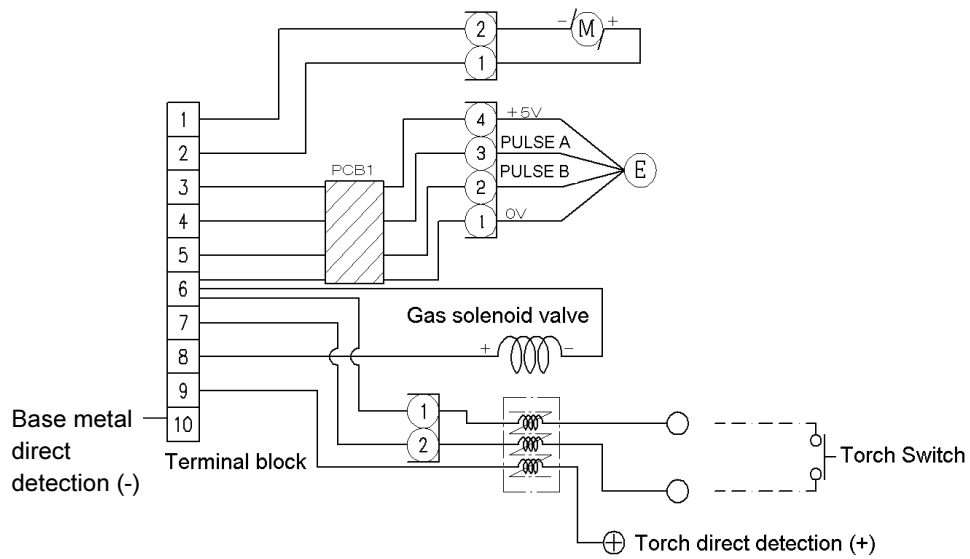 2
- M +
1
1
2
3
4
5
6
7
8
9
10
PCB1
4 +5V
3 PULSE A
2 PULSE B
1 0V
E
Gas solenoid valve
+ -
1
2
Base metal
direct
detection (-)
Terminal block
Torch Switch
+ Torch direct detection (+)